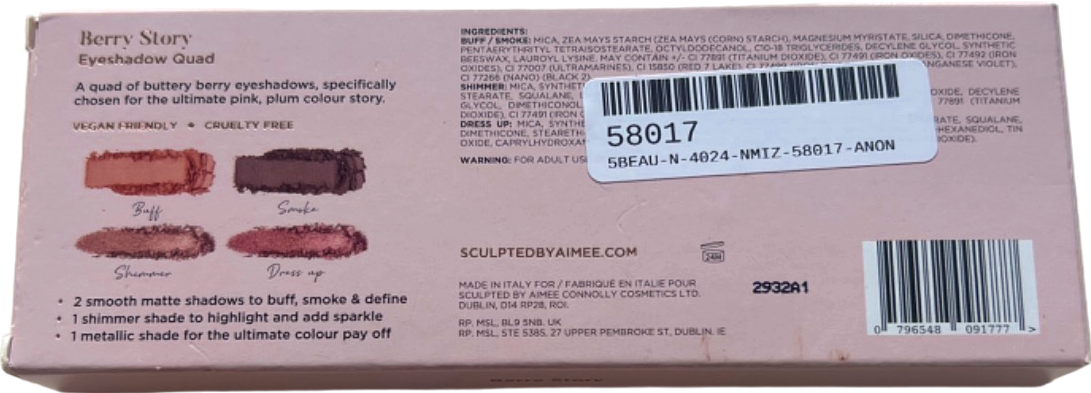 Berry Story
Eyeshadow Quad
A quad of buttery berry eyeshadows, specifically
chosen for the ultimate pink, plum colour story.
VEGAN FRIENDLY • CRUELTY FREE
Buff
Smoke
Shimmer
Dress up
• 2 smooth matte shadows to buff, smoke & define
• 1 shimmer shade to highlight and add sparkle
• 1 metallic shade for the ultimate colour pay off
INGREDIENTS:
BUFF / SMOKE: MICA, ZEA MAYS STARCH (ZEA MAYS (CORN) STARCH), MAGNESIUM MYRISTATE, SILICA, DIMETHICONE,
PENTAERYTHRITYL TETRAISOSTEARATE, OCTYLDODECANOL, C10-18 TRIGLYCERIDES, DECYLENE GLYCOL, SYNTHETIC
BEESWAX, LAUROYL LYSINE. MAY CONTAIN +/- CI 77891 (TITANIUM DIOXIDE), CI 77491 (IRON OXIDES), CI 77492 (IRON
OXIDES), CI 77007 (ULTRAMARINES), CI 15850 (RED 7 LAKE), VIOLET),
CI 77266 (NANO) (BLACK 2)
SHIMMER: MICA, DECYLENE
STEARATE, SQUALANE, 77891 (TITANIUM
GLYCOL,
DIOXIDE), CI 77491 (IRON
DRESS UP: MICA, SQUALANE,
DIMETHICONE, TIN
OXIDE,
WARNING: FOR ADULT
58017
5BEAU-N-4024-NMIZ-58017-ANON
SCULPTEDBYAIMEE.COM
24M
MADE IN ITALY FOR / FABRIQUÉ EN ITALIE POUR
SCULPTED BY AIMEE CONNOLLY COSMETICS LTD.
DUBLIN, D14 RP28, ROI.
RP. MSL, BL9 5NB. UK
RP. MSL, STE 5385, 27 UPPER PEMBROKE ST, DUBLIN. IE
2932A1
0 796548 091777 >
Berry Story